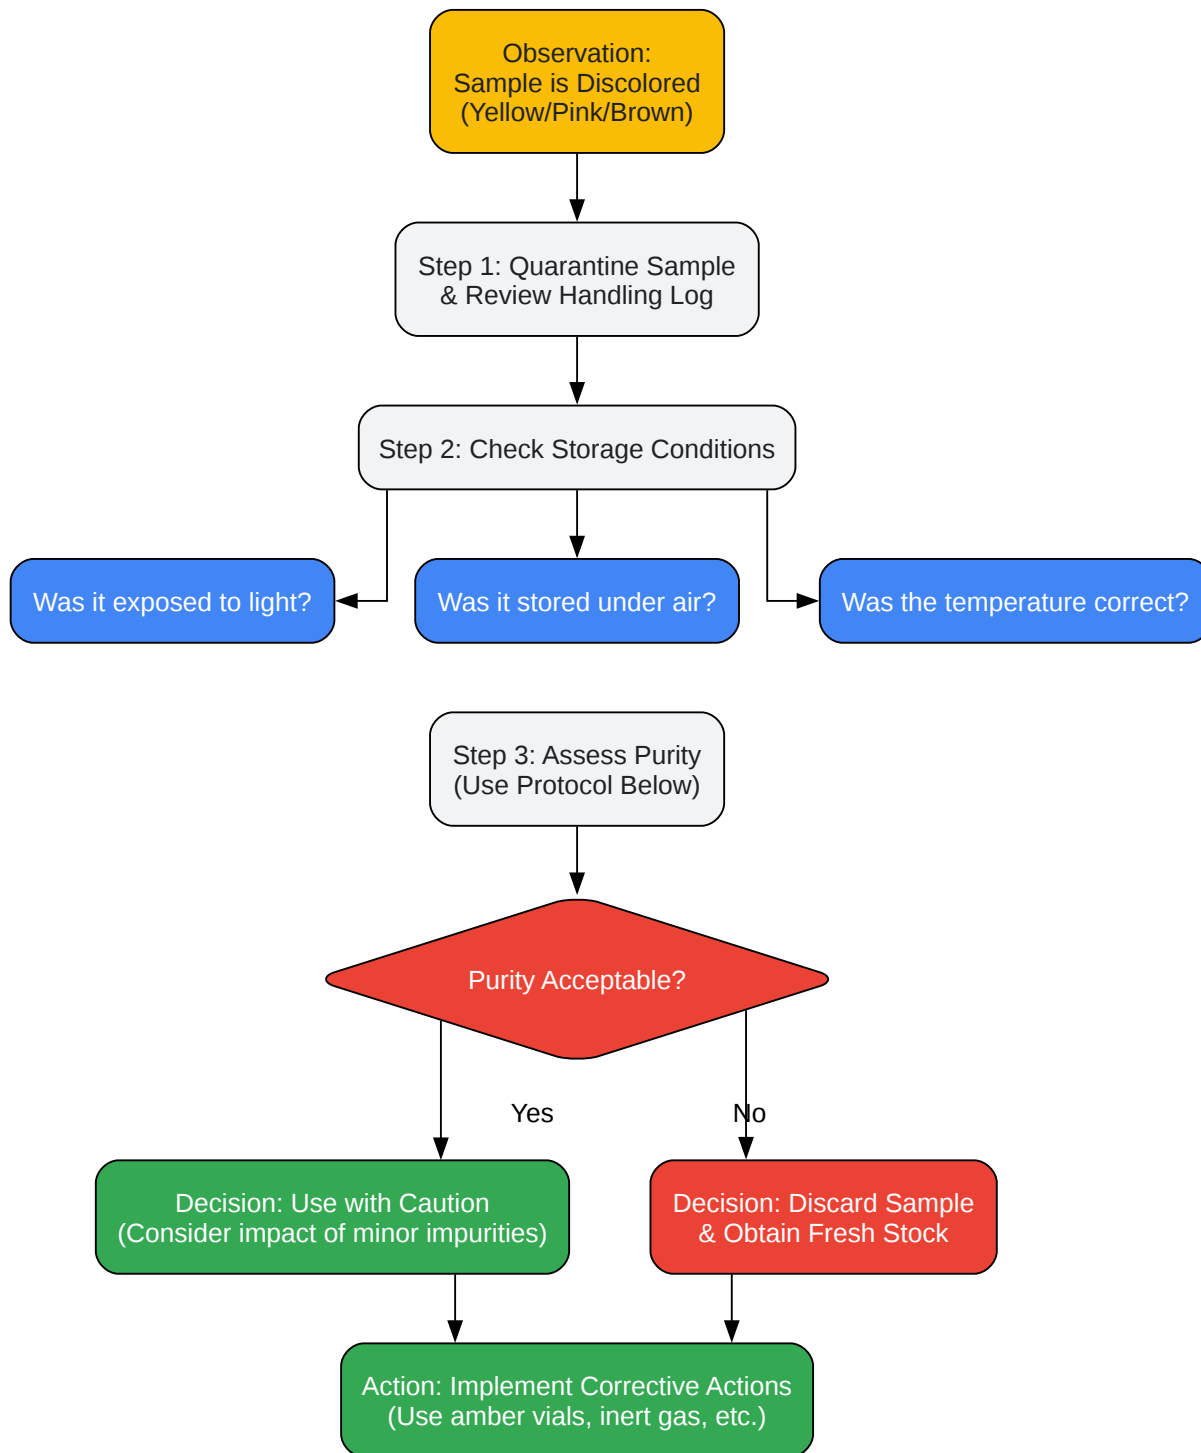 Observation:
Sample is Discolored
(Yellow/Pink/Brown)
Step 1: Quarantine Sample
& Review Handling Log
Step 2: Check Storage Conditions
Was it exposed to light?
Was it stored under air?
Was the temperature correct?
Step 3: Assess Purity
(Use Protocol Below)
Purity Acceptable?
Yes
No
Decision: Use with Caution
(Consider impact of minor impurities)
Decision: Discard Sample
& Obtain Fresh Stock
Action: Implement Corrective Actions
(Use amber vials, inert gas, etc.)